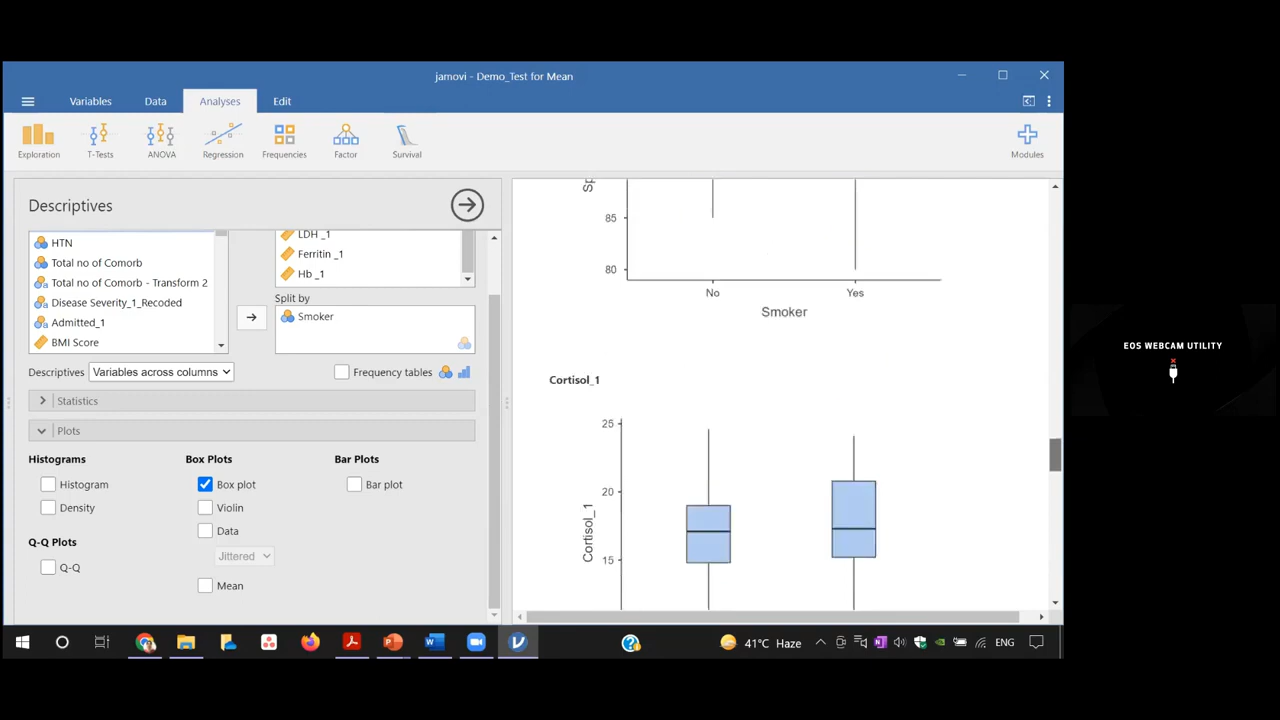 jamovi - Demo_Test for Mean
Variables
Data
Analyses
Edit
Exploration
T-Tests
ANOVA
Regression
Frequencies
Factor
Survival
Modules
Descriptives
HTN
Total no of Comorb
Total no of Comorb - Transform 2
Disease Severity_1_Recoded
Admitted_1
BMI Score
LDH _1
Ferritin _1
Hb _1
Split by
Smoker
Descriptives
Variables across columns
Frequency tables
Statistics
Plots
Histograms
Box Plots
Bar Plots
Histogram
Box plot
Bar plot
Density
Violin
Data
Q-Q Plots
Jittered
Q-Q
Mean
Sp
85
80
No
Yes
Smoker
Cortisol_1
25
20
15
Cortisol_1
EOS WEBCAM UTILITY
41°C Haze
ENG